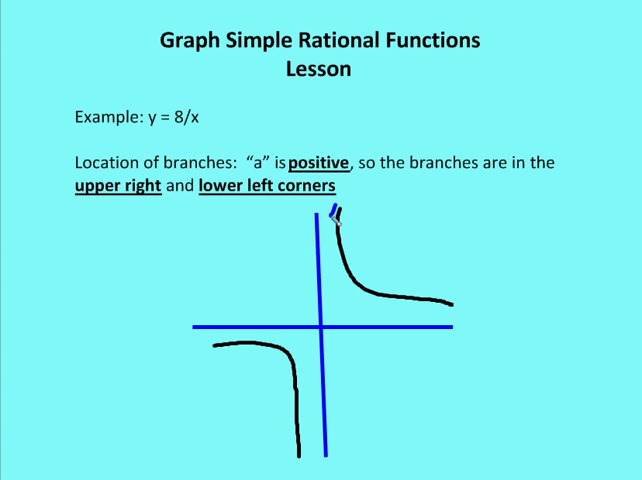 Graph Simple Rational Functions
Lesson
Example: y = 8/x
Location of branches: “a” is positive, so the branches are in the
upper right and lower left corners